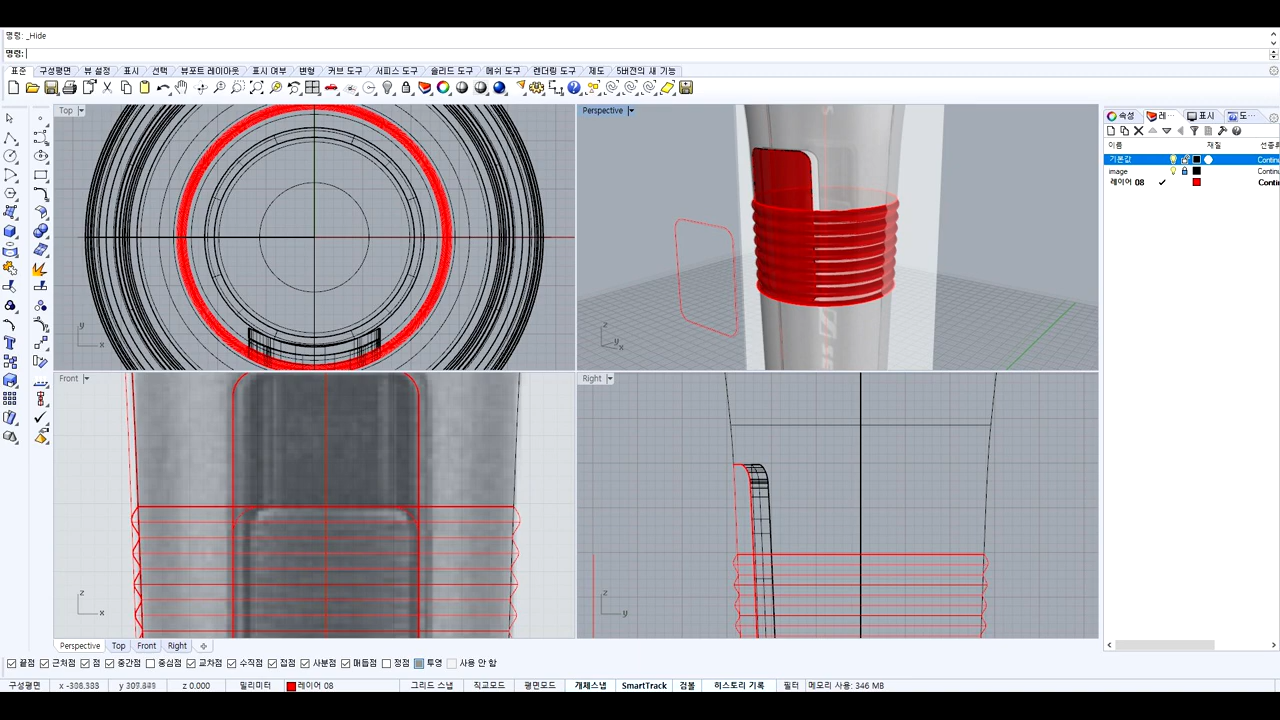 명령: _Hide
명령:
표준 구성평면 뷰 설정 표시 선택 뷰포트 레이아웃 표시 여부 변형 커브 도구 서피스 도구 솔리드 도구 메쉬 도구 렌더링 도구 제도 5버전의 새 기능
Top
Perspective
속성 레... 표시 도...
이름 재질 선종류
기본값 Continu
image Continu
레이어 08 Contin
y
x
z
y
x
Front
Right
z
x
z
y
Perspective Top Front Right
끝점 근처점 점 중간점 중심점 교차점 수직점 접점 사분점 매듭점 정점 투영 사용 안 함
구성평면 z 0.000 밀리미터 레이어 08 그리드 스냅 직교모드 평면모드 개체스냅 SmartTrack 검볼 히스토리 기록 필터 메모리 사용: 346 MB